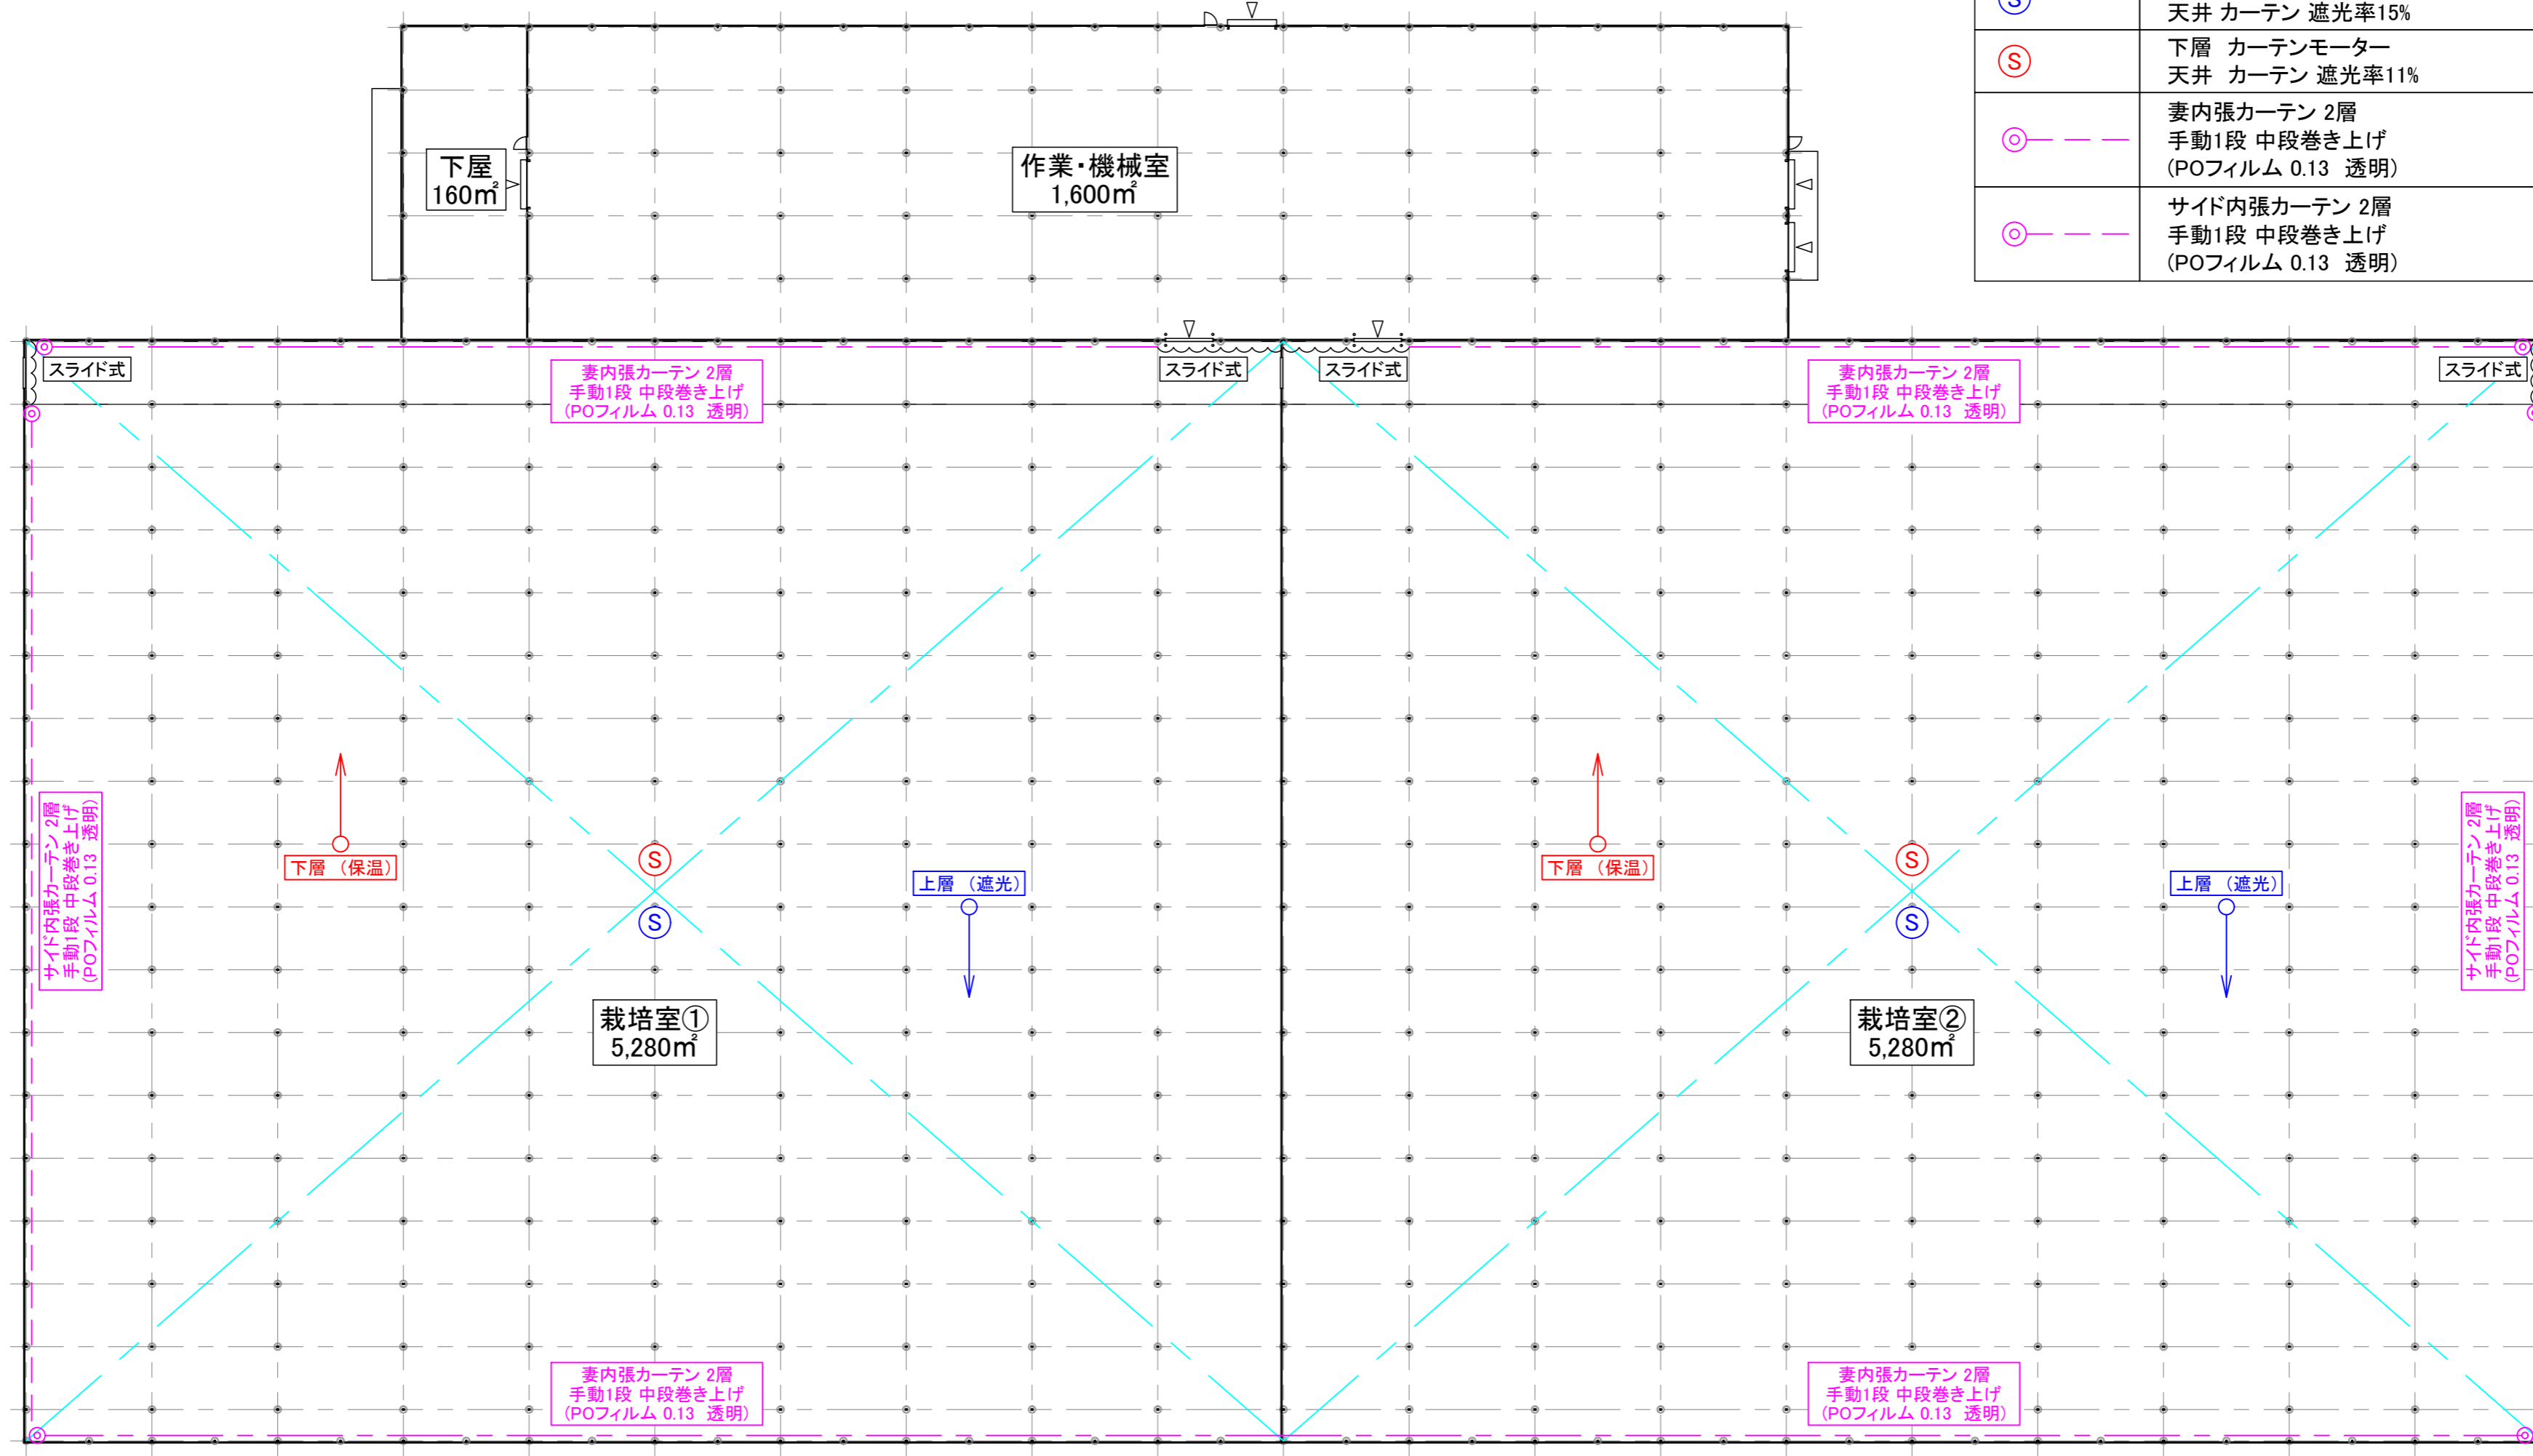 S
天井 カーテン 遮光率15%
S
下層 カーテンモーター
天井 カーテン 遮光率11%
妻内張カーテン 2層
手動1段 中段巻き上げ
(POフィルム 0.13 透明)
サイド内張カーテン 2層
手動1段 中段巻き上げ
(POフィルム 0.13 透明)
下屋
160㎡
作業・機械室
1,600㎡
スライド式
妻内張カーテン 2層
手動1段 中段巻き上げ
(POフィルム 0.13 透明)
スライド式
スライド式
妻内張カーテン 2層
手動1段 中段巻き上げ
(POフィルム 0.13 透明)
スライド式
サイド内張カーテン 2層
手動1段 中段巻き上げ
(POフィルム 0.13 透明)
下層 (保温)
S
S
上層 (遮光)
栽培室①
5,280㎡
下層 (保温)
S
S
上層 (遮光)
栽培室②
5,280㎡
サイド内張カーテン 2層
手動1段 中段巻き上げ
(POフィルム 0.13 透明)
妻内張カーテン 2層
手動1段 中段巻き上げ
(POフィルム 0.13 透明)
妻内張カーテン 2層
手動1段 中段巻き上げ
(POフィルム 0.13 透明)